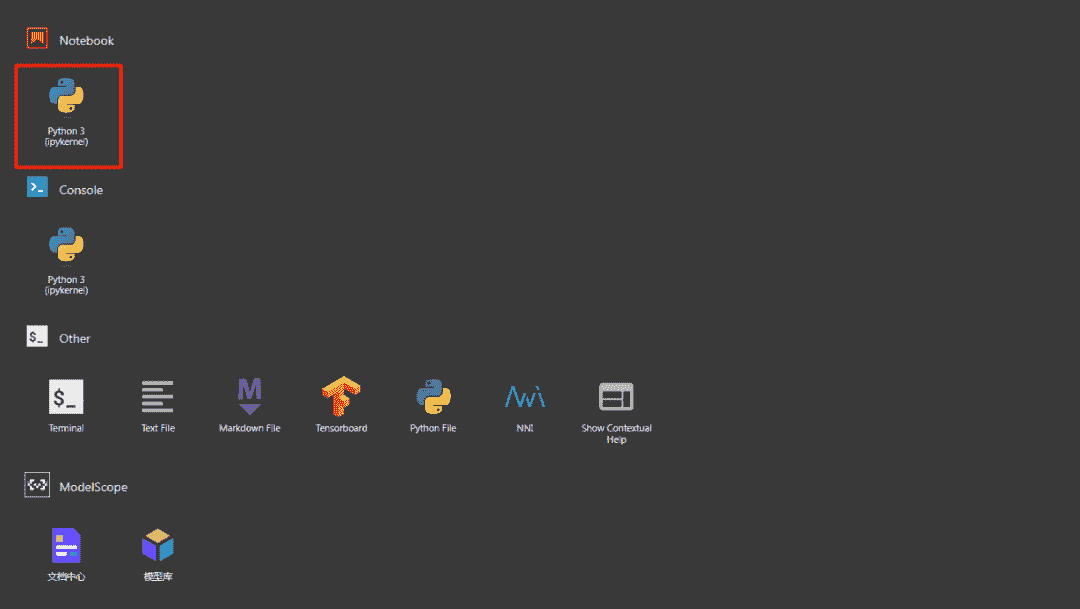 Notebook
Python 3
(ipykernel)
Console
Python 3
(ipykernel)
$_ Other
$_
Terminal
Text File
Markdown File
Tensorboard
Python File
NNI
Show Contextual
Help
ModelScope
文档中心
模型库